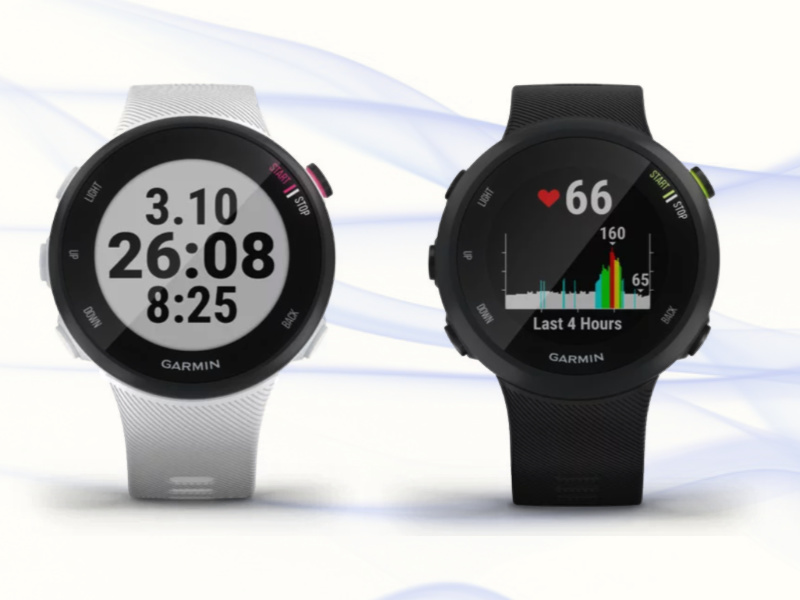 START
STOP
LIGHT
3.10
UP
26:08
8:25
DOWN
BACK
GARMIN
START
STOP
LIGHT
66
160
UP
65
Last 4 Hours
DOWN
BACK
GARMIN